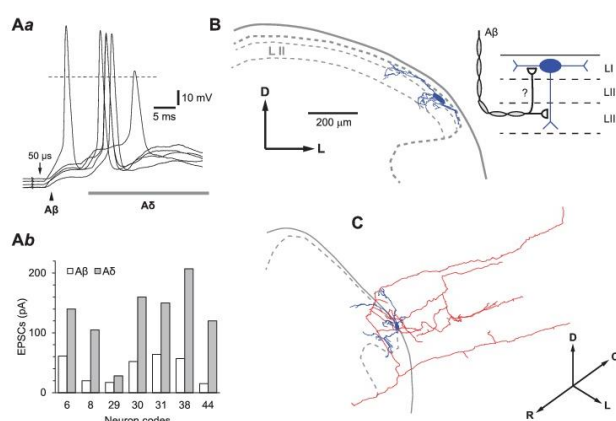 Aa
10 mV
5 ms
50 µs
Aβ
Aδ
B
L II
D
L
200 µm
Aβ
?
LI
LII
LII
Ab
Aβ
Aδ
EPSCs (pA)
200
100
0
6 8 29 30 31 38 44
Neuron codes
C
D
L
R